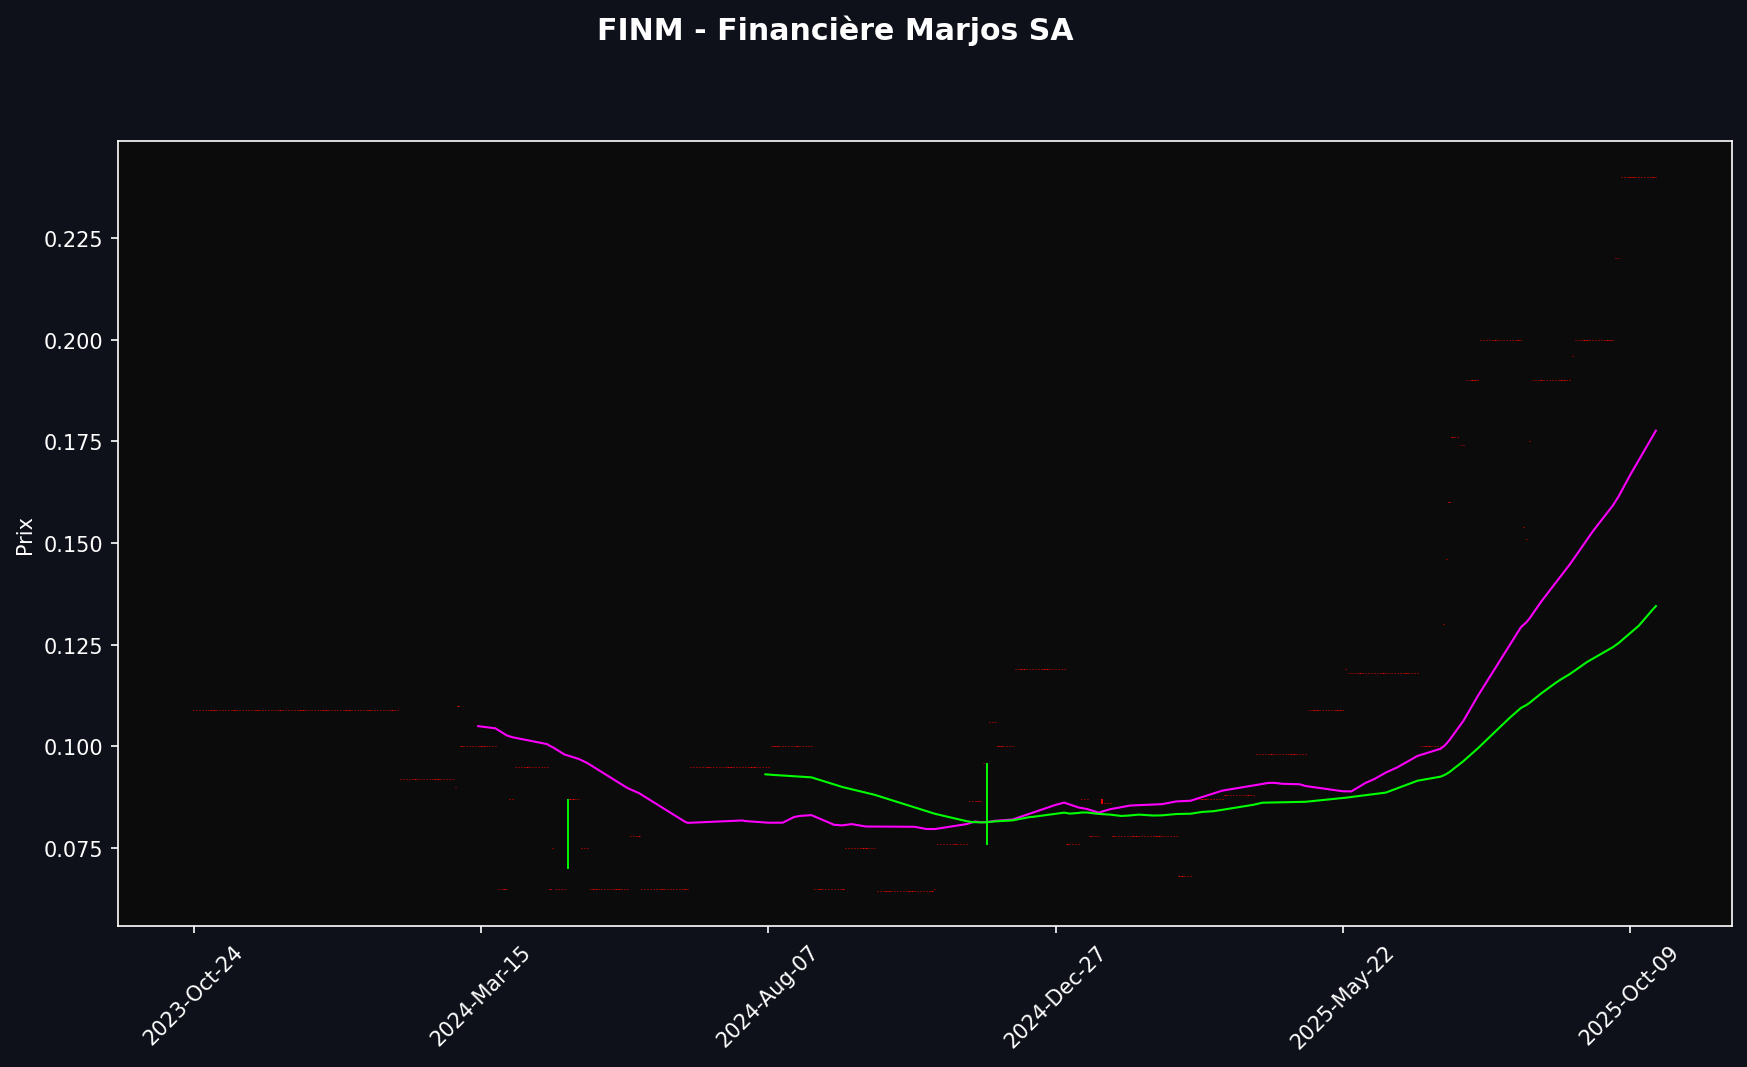 FINM - Financière Marjos SA
Prix
0.225
0.200
0.175
0.150
0.125
0.100
0.075
2023-Oct-24
2024-Mar-15
2024-Aug-07
2024-Dec-27
2025-May-22
2025-Oct-09